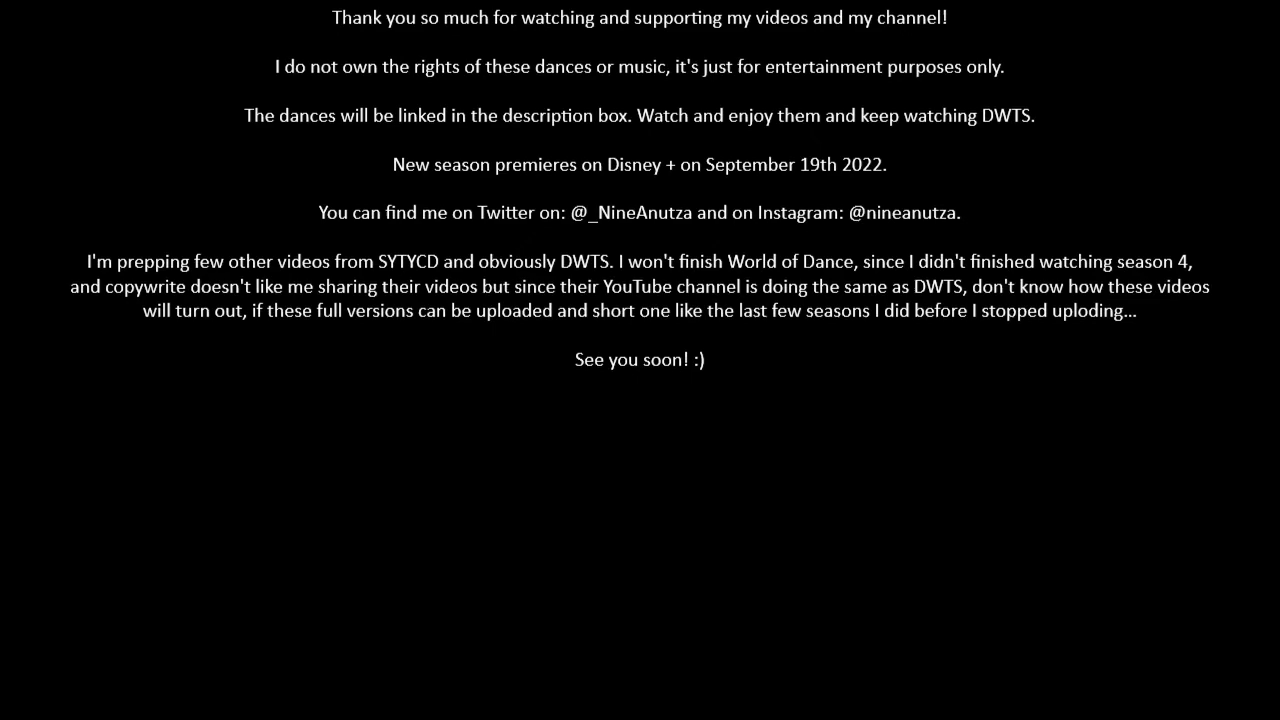 Thank you so much for watching and supporting my videos and my channel!
I do not own the rights of these dances or music, it's just for entertainment purposes only.
The dances will be linked in the description box. Watch and enjoy them and keep watching DWTS.
New season premieres on Disney + on September 19th 2022.
You can find me on Twitter on: @_NineAnutza and on Instagram: @nineanutza.
I'm prepping few other videos from SYTYCD and obviously DWTS. I won't finish World of Dance, since I didn't finished watching season 4,
and copywrite doesn't like me sharing their videos but since their YouTube channel is doing the same as DWTS, don't know how these videos
will turn out, if these full versions can be uploaded and short one like the last few seasons I did before I stopped uploding...
See you soon! :)